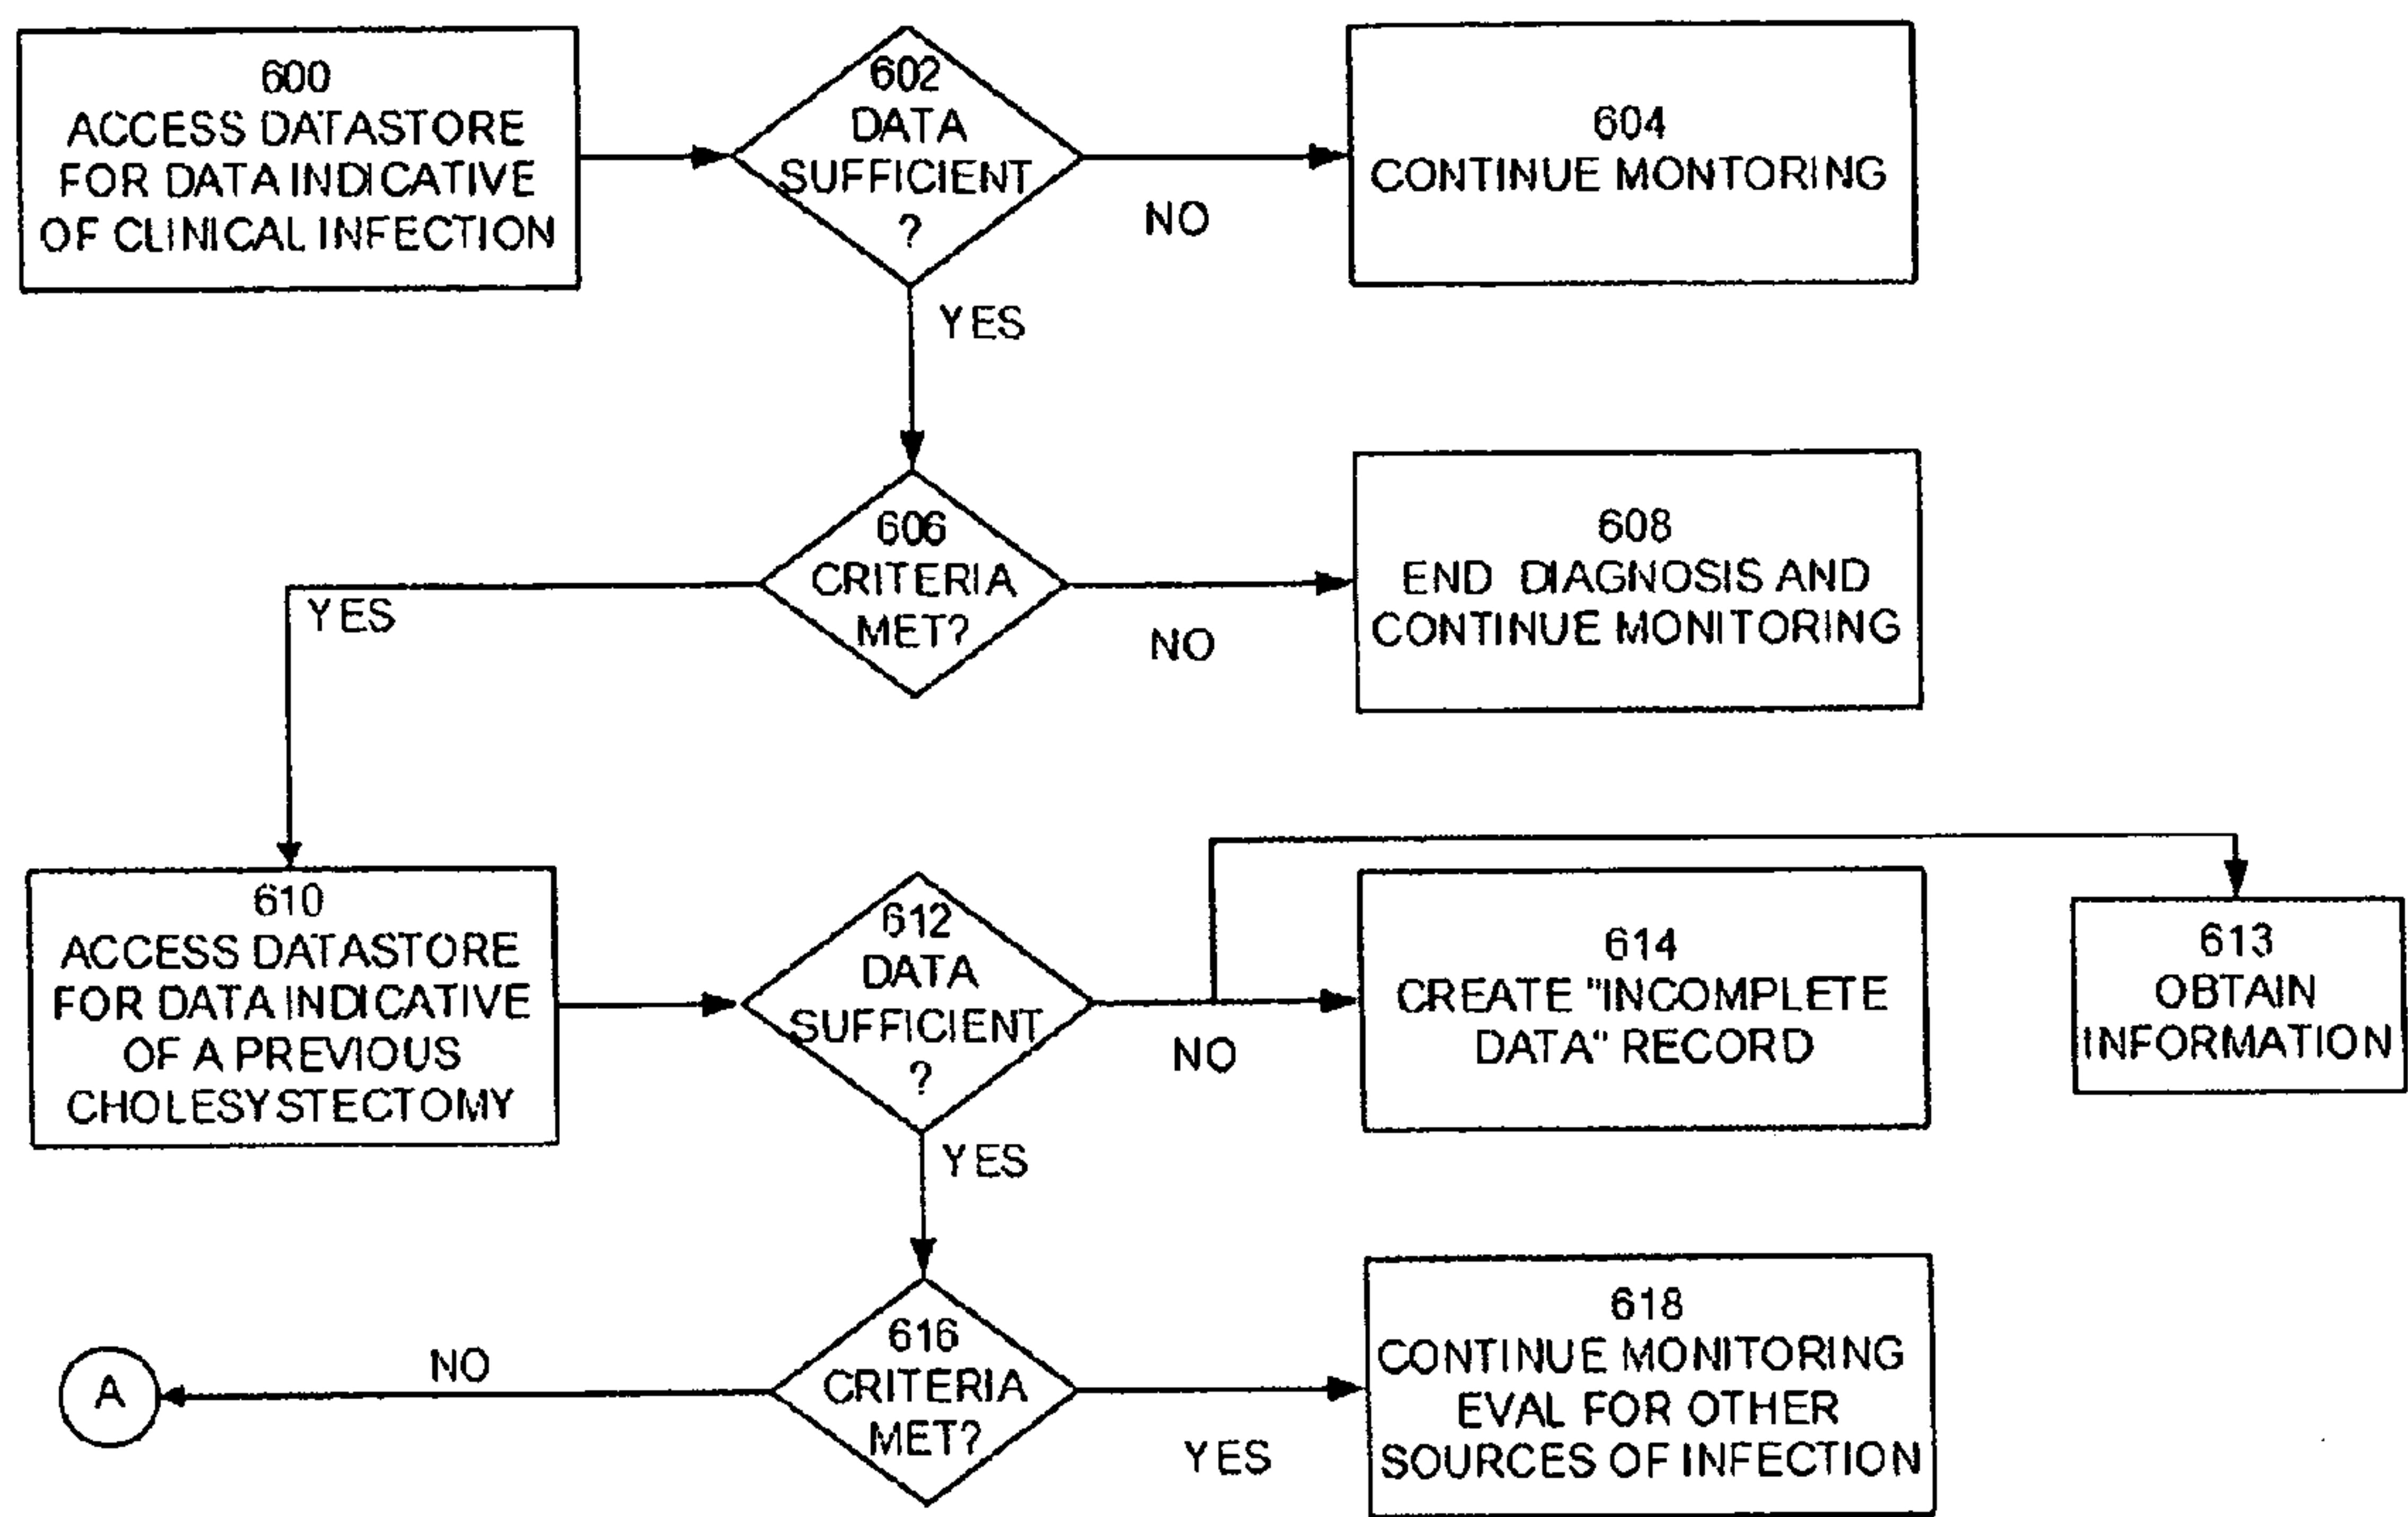 600
ACCESS DATASTORE
FOR DATA INDICATIVE
OF CLINICAL INFECTION
602
DATA
SUFFICIENT
?
NO
YES
604
CONTINUE MONTORING
606
CRITERIA
MET?
YES
NO
608
END DIAGNOSIS AND
CONTINUE MONITORING
610
ACCESS DATASTORE
FOR DATA INDICATIVE
OF A PREVIOUS
CHOLESYSTECTOMY
612
DATA
SUFFICIENT
?
NO
YES
614
CREATE "INCOMPLETE
DATA" RECORD
613
OBTAIN
INFORMATION
616
CRITERIA
MET?
NO
A
YES
618
CONTINUE MONITORING
EVAL FOR OTHER
SOURCES OF INFECTION